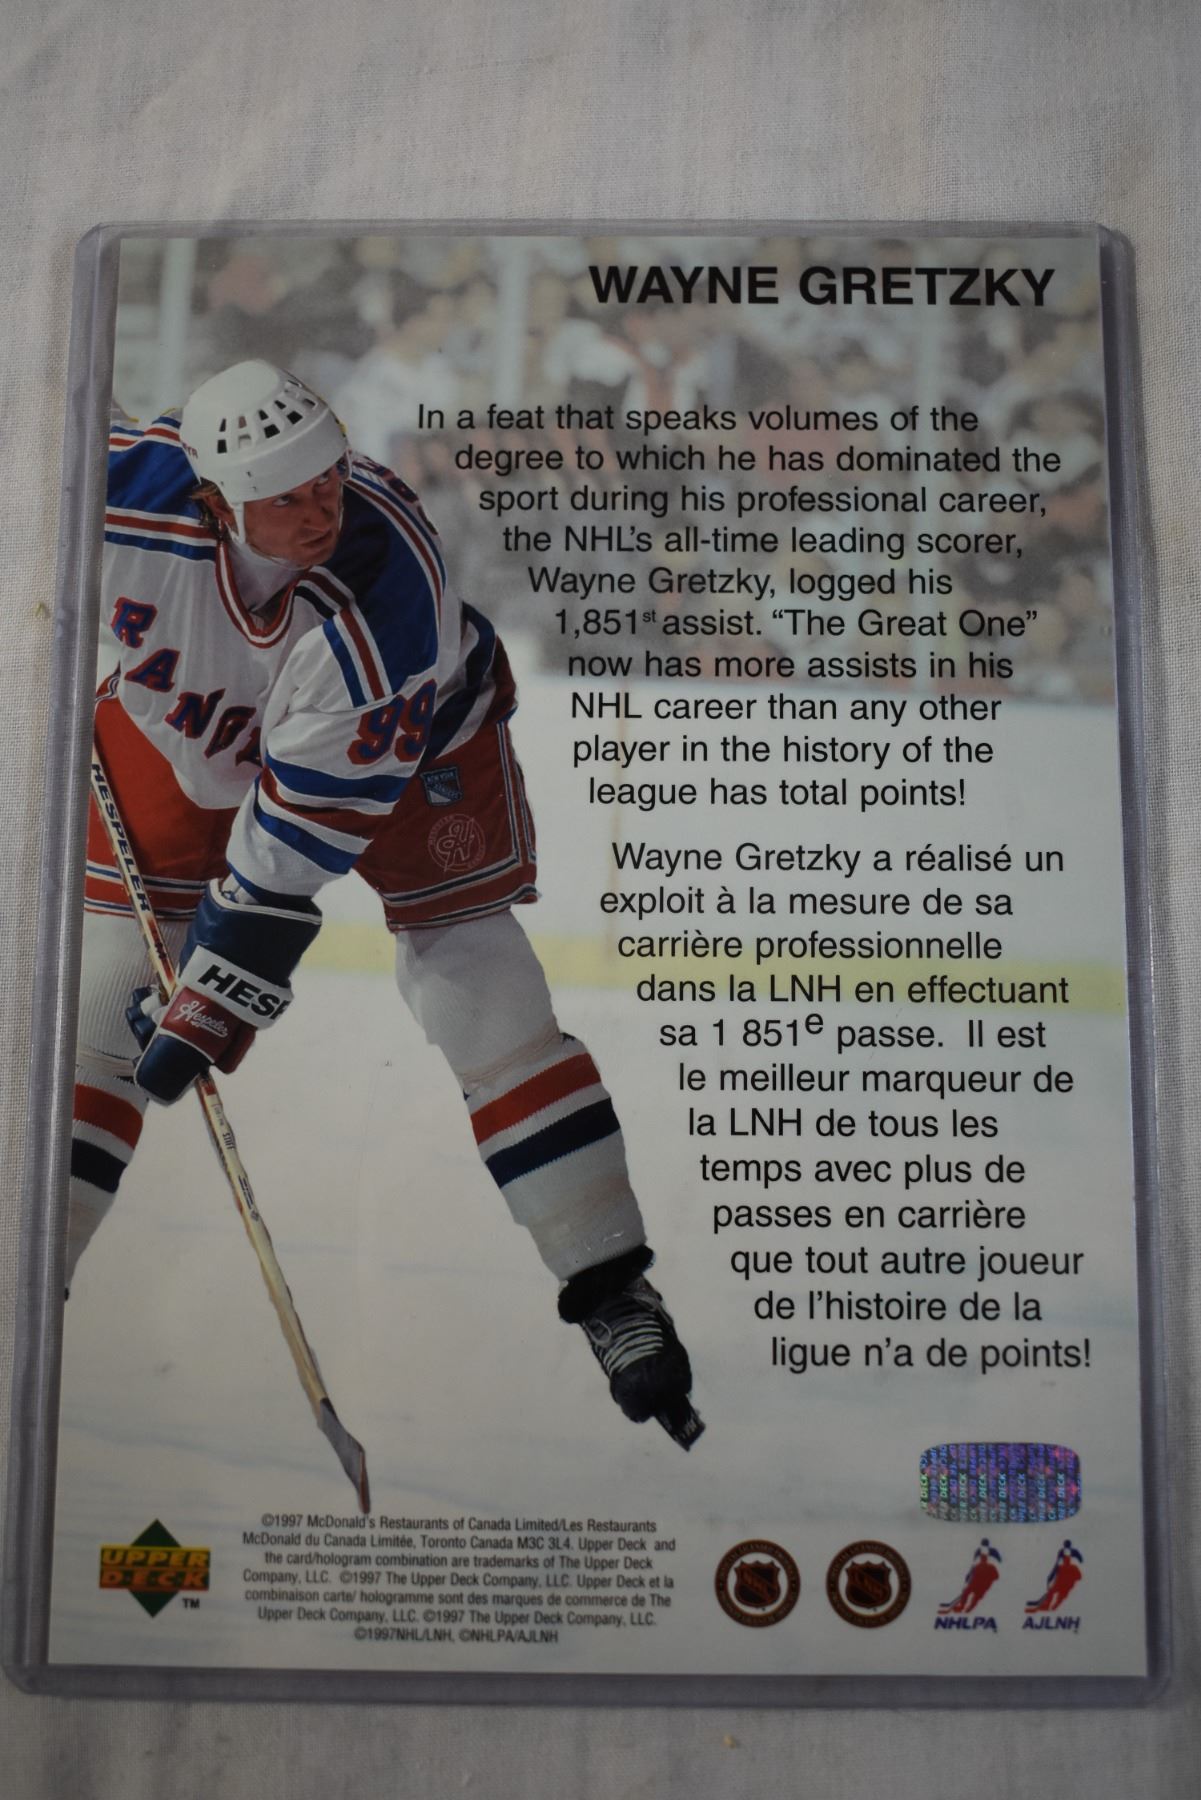 WAYNE GRETZKY
In a feat that speaks volumes of the
degree to which he has dominated the
sport during his professional career,
the NHL's all-time leading scorer,
Wayne Gretzky, logged his
1,851st assist. “The Great One”
now has more assists in his
NHL career than any other
player in the history of the
league has total points!
Wayne Gretzky a réalisé un
exploit à la mesure de sa
carrière professionnelle
dans la LNH en effectuant
sa 1 851e passe. Il est
le meilleur marqueur de
la LNH de tous les
temps avec plus de
passes en carrière
que tout autre joueur
de l'histoire de la
ligue n'a de points!
RANGE
99
HESPELER
HESP
Hespeler
UPPER
DECK
TM
©1997 McDonald's Restaurants of Canada Limited/Les Restaurants
McDonald du Canada Limitée, Toronto Canada M3C 3L4. Upper Deck and
the card/hologram combination are trademarks of The Upper Deck
Company, LLC. ©1997 The Upper Deck Company, LLC. Upper Deck et la
combinaison carte/ hologramme sont des marques de commerce de The
Upper Deck Company, LLC. ©1997 The Upper Deck Company, LLC.
©1997NHL/LNH, ©NHLPA/AJLNH
NHL
LNH
NHLPA
AJLNH